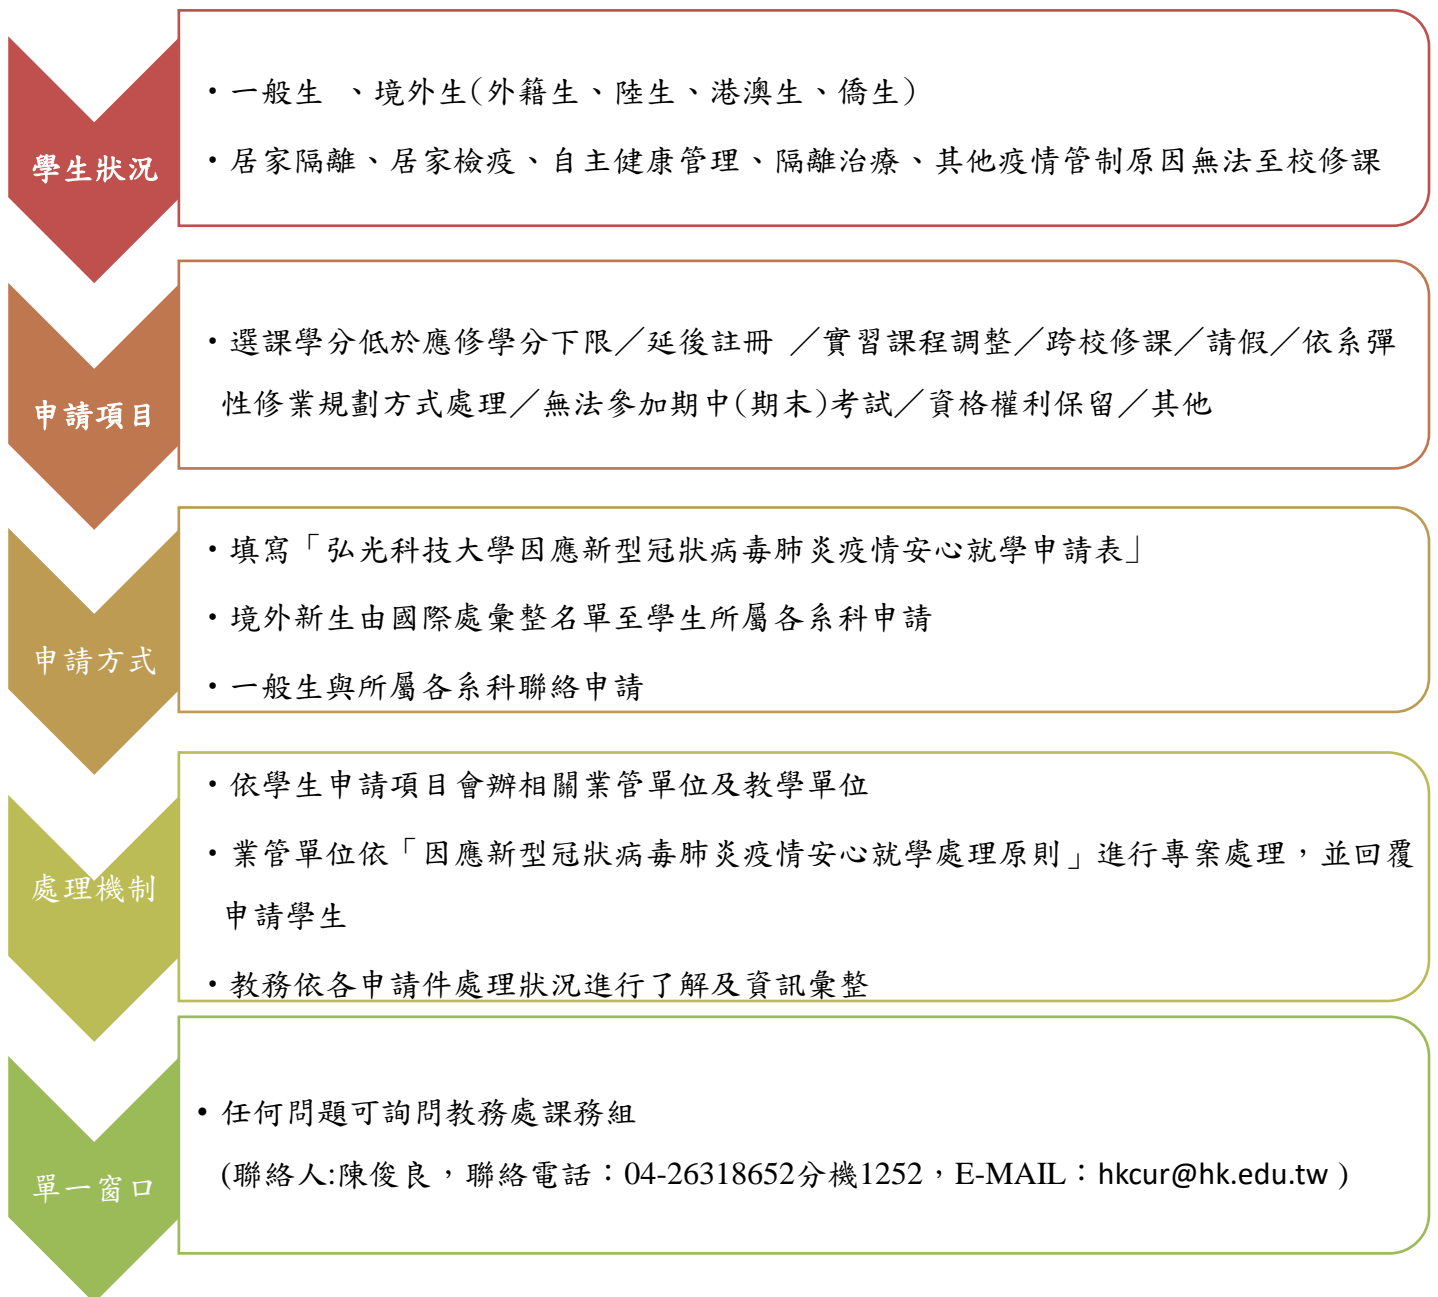 學生狀況
•一般生 、境外生(外籍生、陸生、港澳生、僑生)
•居家隔離、居家檢疫、自主健康管理、隔離治療、其他疫情管制原因無法至校修課
申請項目
•選課學分低於應修學分下限／延後註冊 ／實習課程調整／跨校修課／請假／依系彈
性修業規劃方式處理／無法參加期中(期末)考試／資格權利保留／其他
申請方式
•填寫「弘光科技大學因應新型冠狀病毒肺炎疫情安心就學申請表」
•境外新生由國際處彙整名單至學生所屬各系科申請
•一般生與所屬各系科聯絡申請
處理機制
•依學生申請項目會辦相關業管單位及教學單位
•業管單位依「因應新型冠狀病毒肺炎疫情安心就學處理原則」進行專案處理，並回覆
申請學生
•教務依各申請件處理狀況進行了解及資訊彙整
單一窗口
•任何問題可詢問教務處課務組
(聯絡人:陳俊良，聯絡電話：04-26318652分機1252，E-MAIL：hkcur@hk.edu.tw )